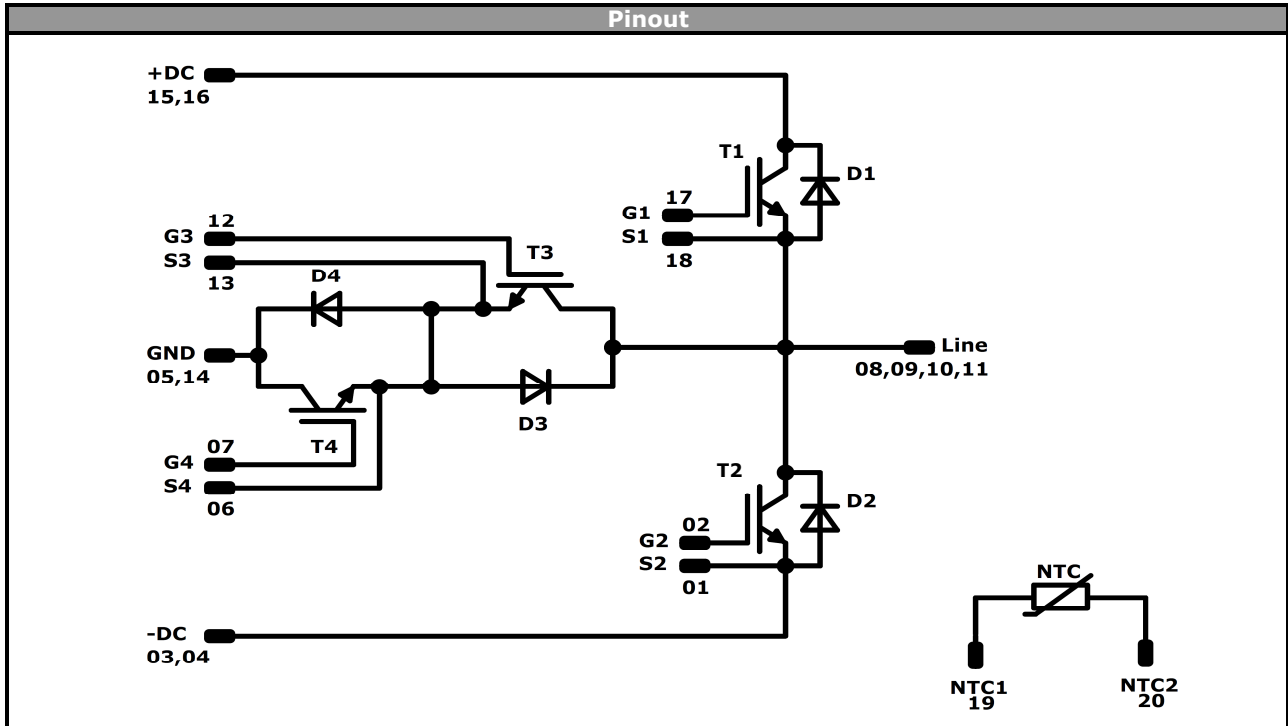 Pinout
+DC
15,16
T1
D1
17
G1
S1
18
12
G3
S3
13
T3
D4
GND
05,14
Line
08,09,10,11
D3
T4
07
G4
S4
06
T2
D2
02
G2
S2
01
NTC
-DC
03,04
NTC1
19
NTC2
20